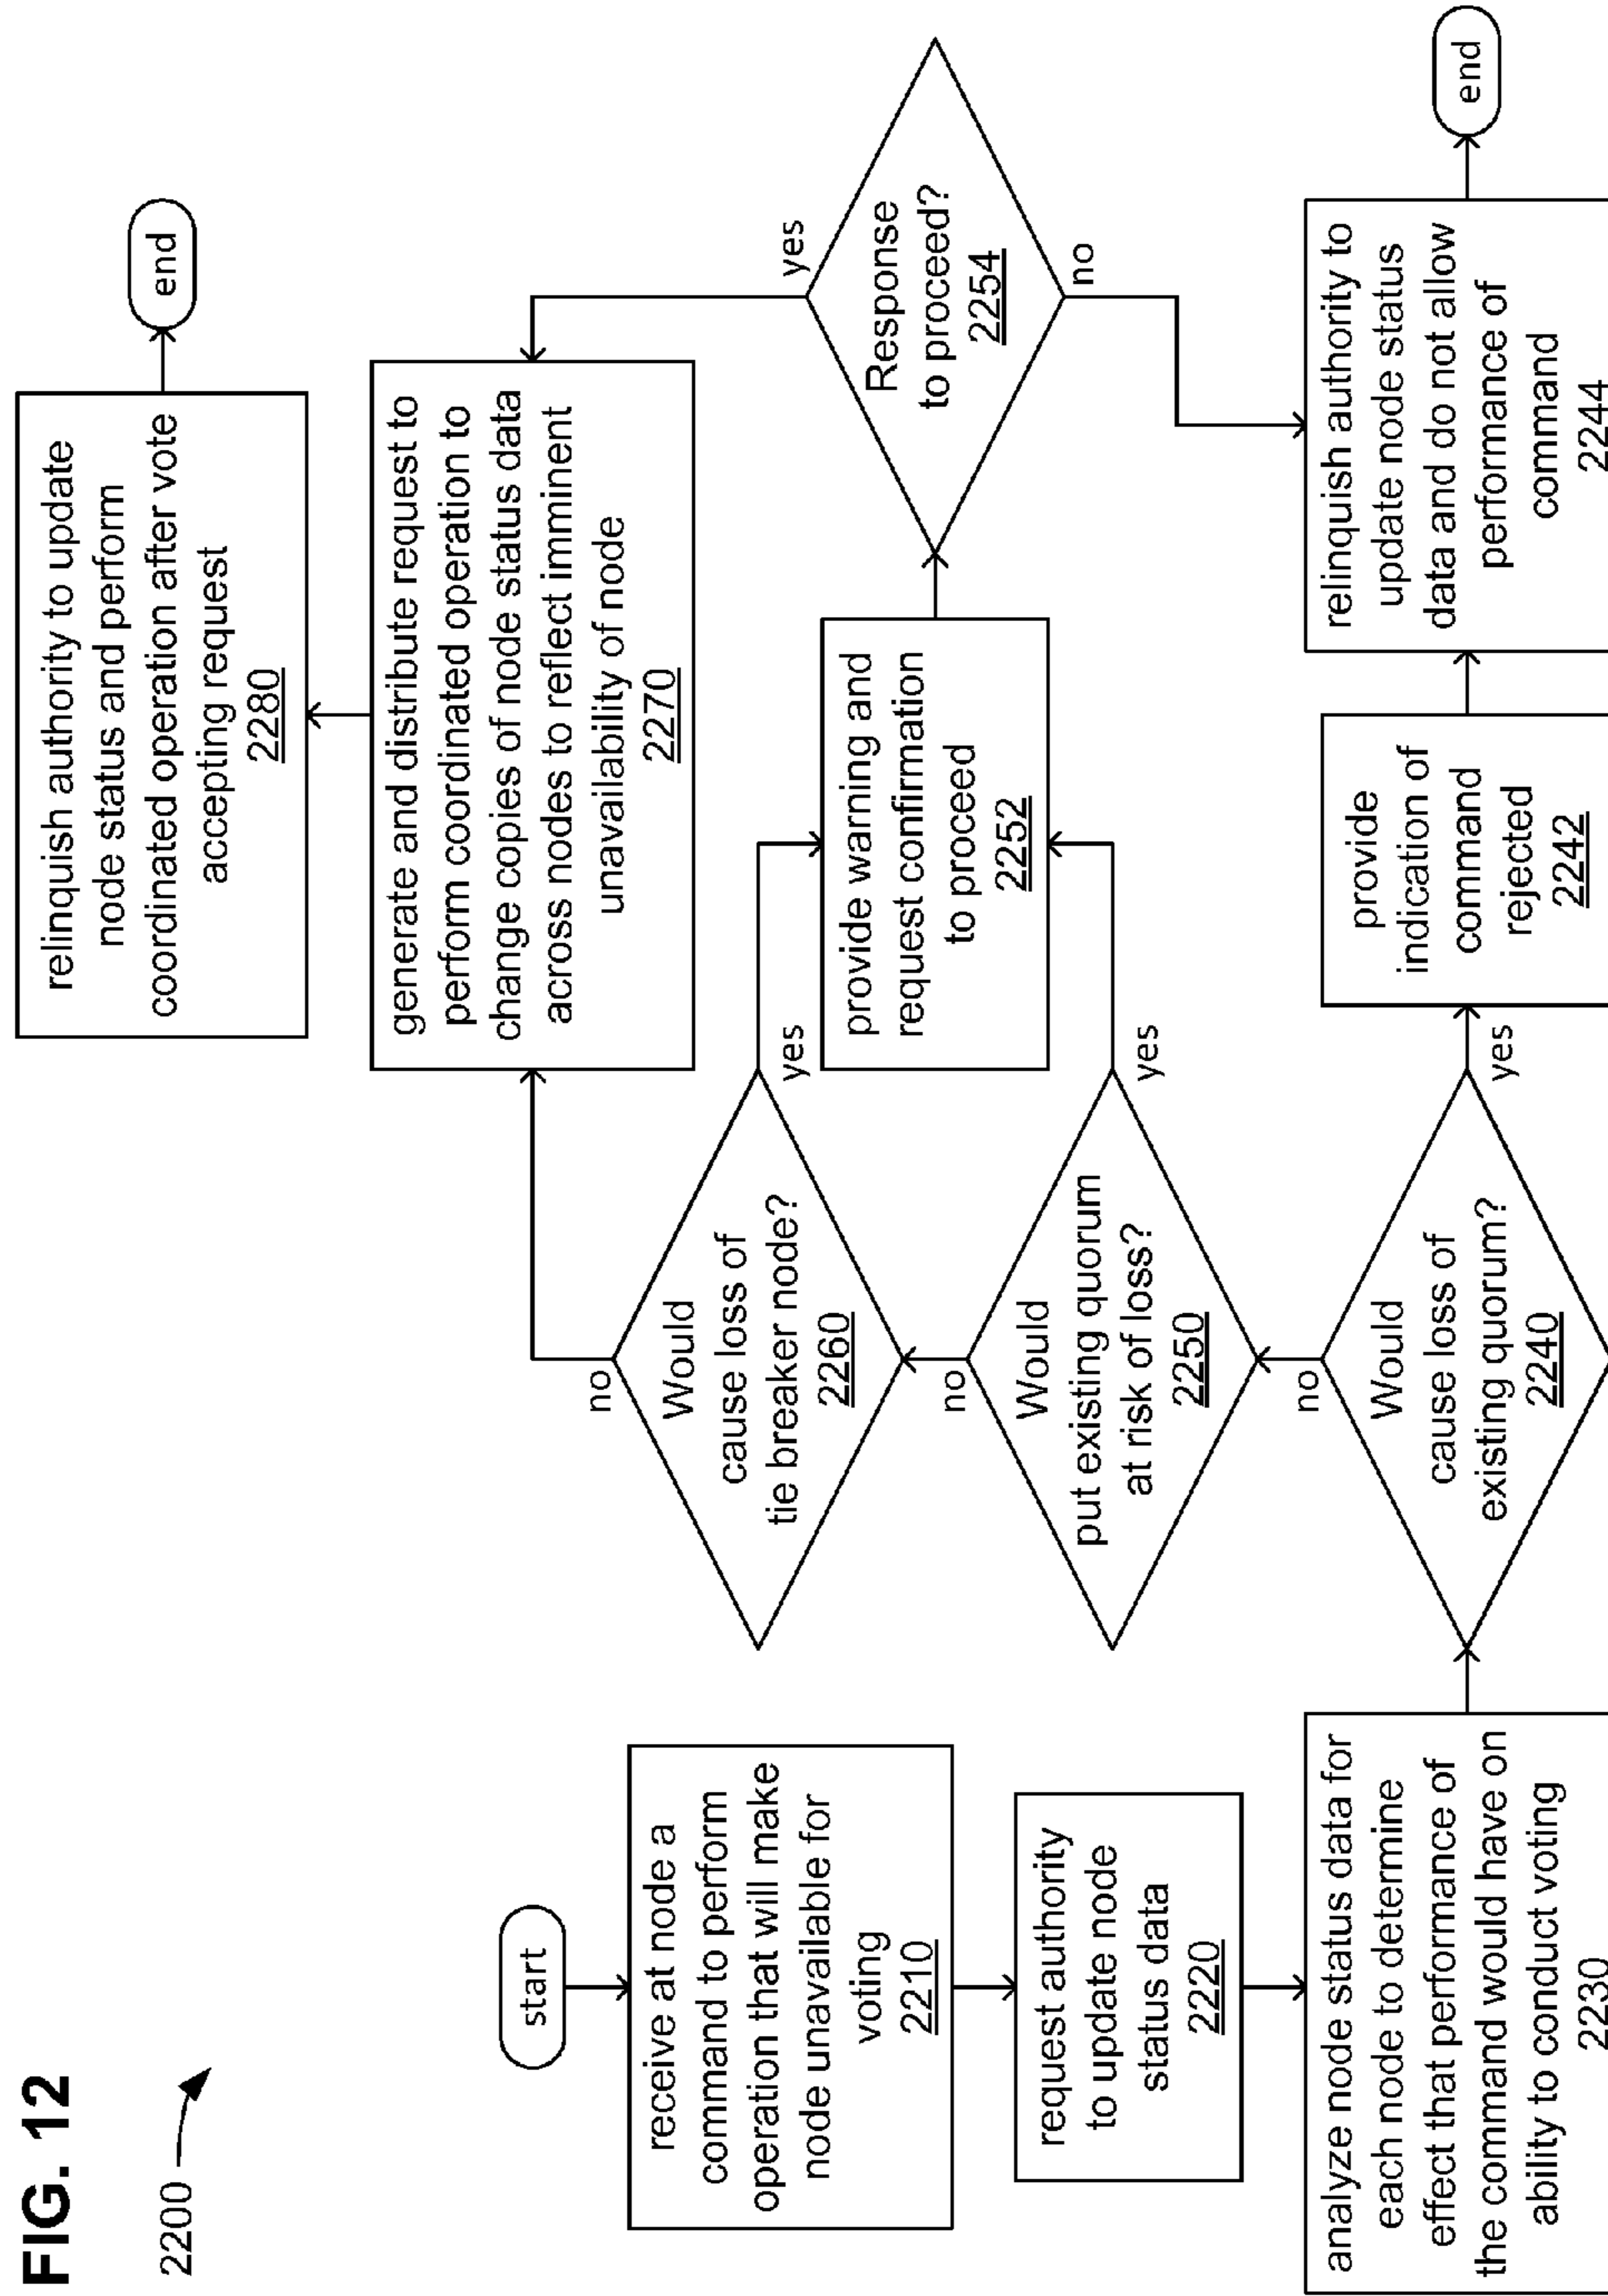 FIG. 12
2200
start
receive at node a
command to perform
operation that will make
node unavailable for
voting
2210
request authority
to update node
status data
2220
analyze node status data for
each node to determine
effect that performance of
the command would have on
ability to conduct voting
2230
Would
cause loss of
existing quorum?
2240
yes
no
provide
indication of
command
rejected
2242
relinquish authority to
update node status
data and do not allow
performance of
command
2244
end
Would
put existing quorum
at risk of loss?
2250
yes
no
provide warning and
request confirmation
to proceed
2252
Response
to proceed?
2254
yes
no
Would
cause loss of
tie breaker node?
2260
yes
no
generate and distribute request to
perform coordinated operation to
change copies of node status data
across nodes to reflect imminent
unavailability of node
2270
relinquish authority to update
node status and perform
coordinated operation after vote
accepting request
2280
end